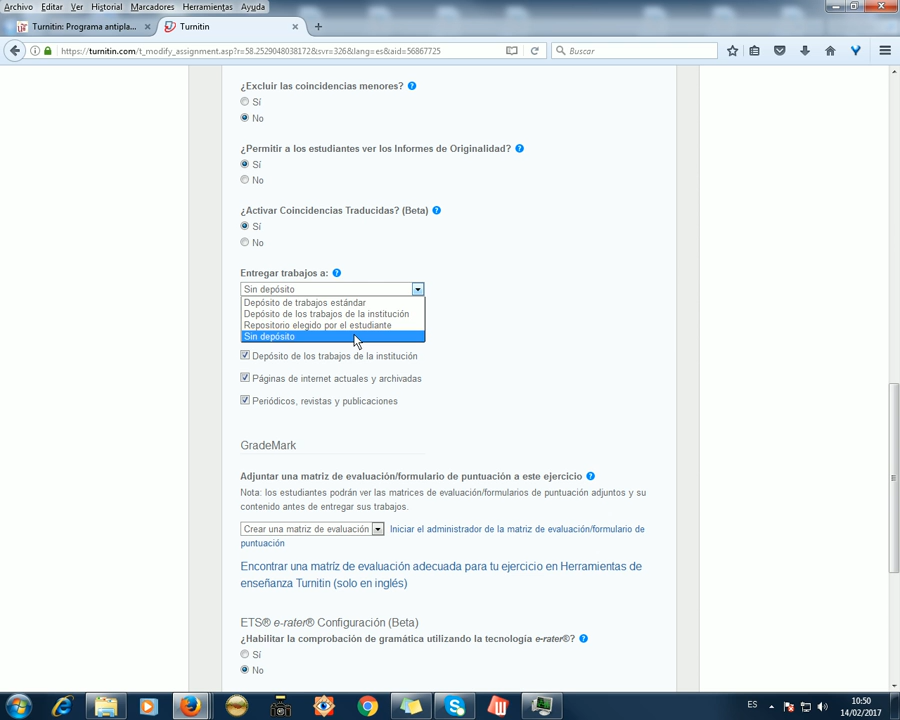 Archivo Editar Ver Historial Marcadores Herramientas Ayuda
Turnitin: Programa antipla...
Turnitin
https://turnitin.com/t_modify_assignment.asp?r=58.2529048038172&svr=326&lang=es&aid=56867725
Buscar
¿Excluir las coincidencias menores?
Sí
No
¿Permitir a los estudiantes ver los Informes de Originalidad?
Sí
No
¿Activar Coincidencias Traducidas? (Beta)
Sí
No
Entregar trabajos a:
Sin depósito
Depósito de trabajos estándar
Depósito de los trabajos de la institución
Repositorio elegido por el estudiante
Sin depósito
Depósito de los trabajos de la institución
Páginas de internet actuales y archivadas
Periódicos, revistas y publicaciones
GradeMark
Adjuntar una matriz de evaluación/formulario de puntuación a este ejercicio
Nota: los estudiantes podrán ver las matrices de evaluación/formularios de puntuación adjuntos y su
contenido antes de entregar sus trabajos.
Crear una matriz de evaluación Iniciar el administrador de la matriz de evaluación/formulario de
puntuación
Encontrar una matríz de evaluación adecuada para tu ejercicio en Herramientas de
enseñanza Turnitin (solo en inglés)
ETS® e-rater® Configuración (Beta)
¿Habilitar la comprobación de gramática utilizando la tecnología e-rater®?
Sí
No
ES
10:50
14/02/2017